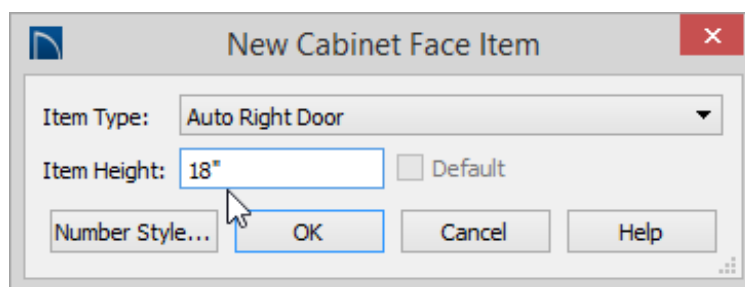 New Cabinet Face Item
Item Type: Auto Right Door
Item Height: 18" Default
Number Style... OK Cancel Help